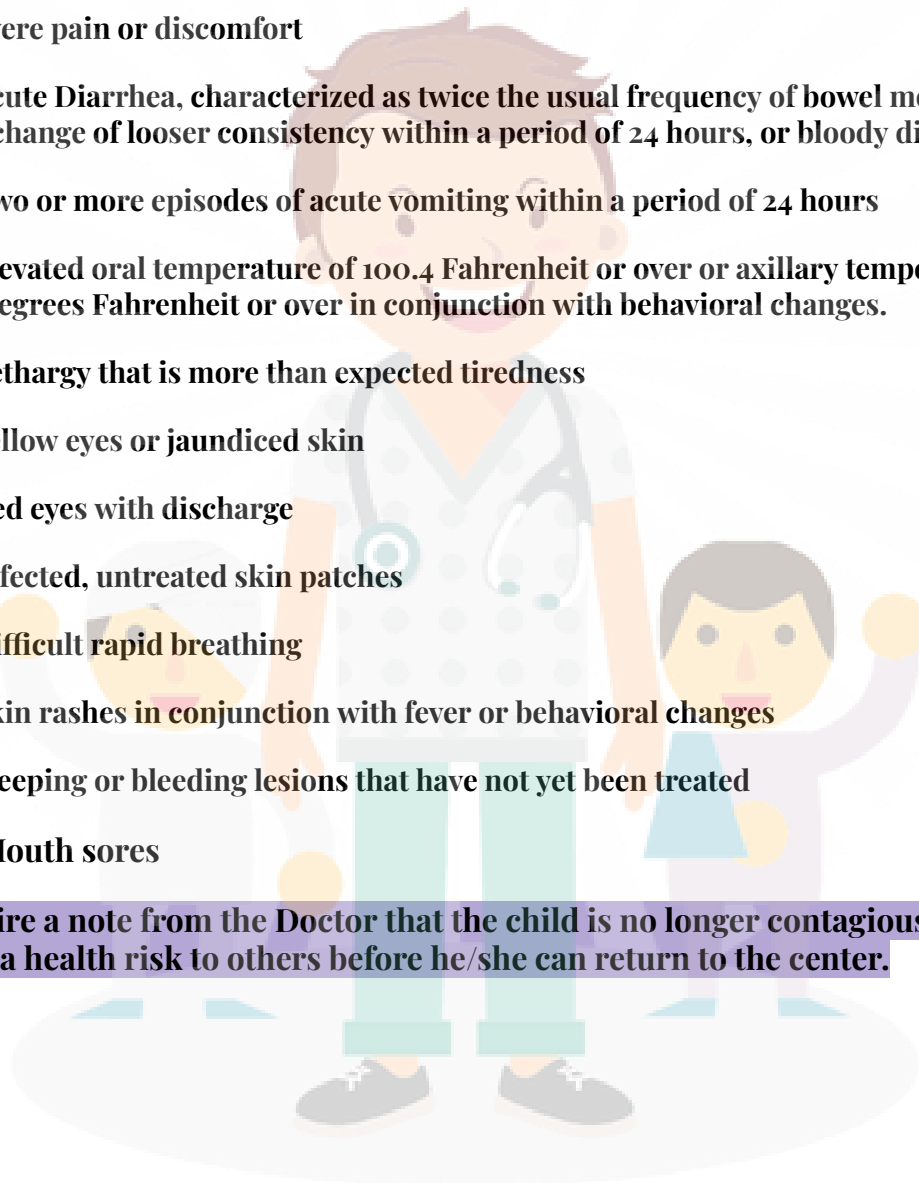 ere pain or discomfort
cute Diarrhea, characterized as twice the usual frequency of bowel m
change of looser consistency within a period of 24 hours, or bloody di
wo or more episodes of acute vomiting within a period of 24 hours
evated oral temperature of 100.4 Fahrenheit or over or axillary temp
egrees Fahrenheit or over in conjunction with behavioral changes.
ethargy that is more than expected tiredness
llow eyes or jaundiced skin
ed eyes with discharge
fected, untreated skin patches
ifficult rapid breathing
kin rashes in conjunction with fever or behavioral changes
eeping or bleeding lesions that have not yet been treated
outh sores
ire a note from the Doctor that the child is no longer contagious
a health risk to others before he/she can return to the center.